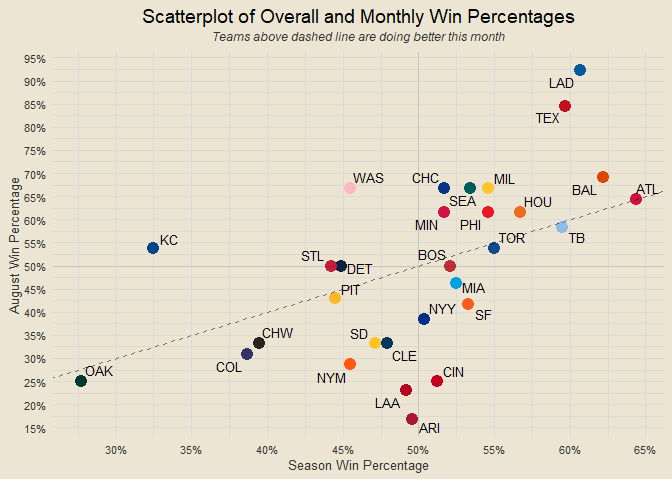 Scatterplot of Overall and Monthly Win Percentages
Teams above dashed line are doing better this month
95%
90%
85%
80%
75%
70%
65%
60%
55%
50%
45%
40%
35%
30%
25%
20%
15%
August Win Percentage
LAD
TEX
WAS
CHC
MIL
BAL
ATL
SEA
HOU
MIN
PHI
KC
TOR
TB
STL
DET
BOS
PIT
MIA
NYY
SF
CHW
SD
COL
CLE
OAK
NYM
CIN
LAA
ARI
30%
35%
40%
45%
50%
55%
60%
65%
Season Win Percentage